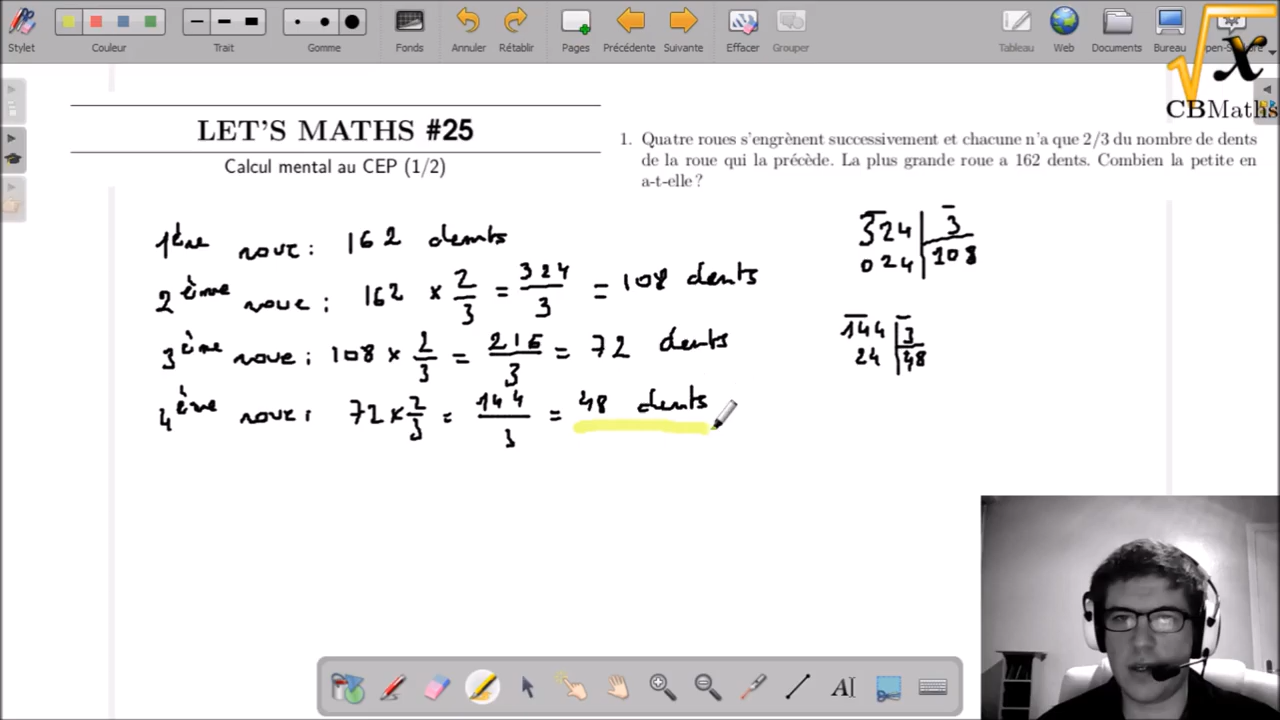 Stylet Couleur Trait Gomme Fonds Annuler Rétablir Pages Précédente Suivante Effacer Grouper Tableau Web Documents Bureau
CBMaths
LET'S MATHS #25
Calcul mental au CEP (1/2)
1. Quatre roues s'engrènent successivement et chacune n'a que 2/3 du nombre de dents
de la roue qui la précède. La plus grande roue a 162 dents. Combien la petite en
a-t-elle ?
1ère roue : 162 dents
2ème roue : 162 × 2/3 = 324/3 = 108 dents
3ème roue : 108 × 2/3 = 216/3 = 72 dents
4ème roue : 72 × 2/3 = 144/3 = 48 dents
324 3
024 108
144 3
24 48